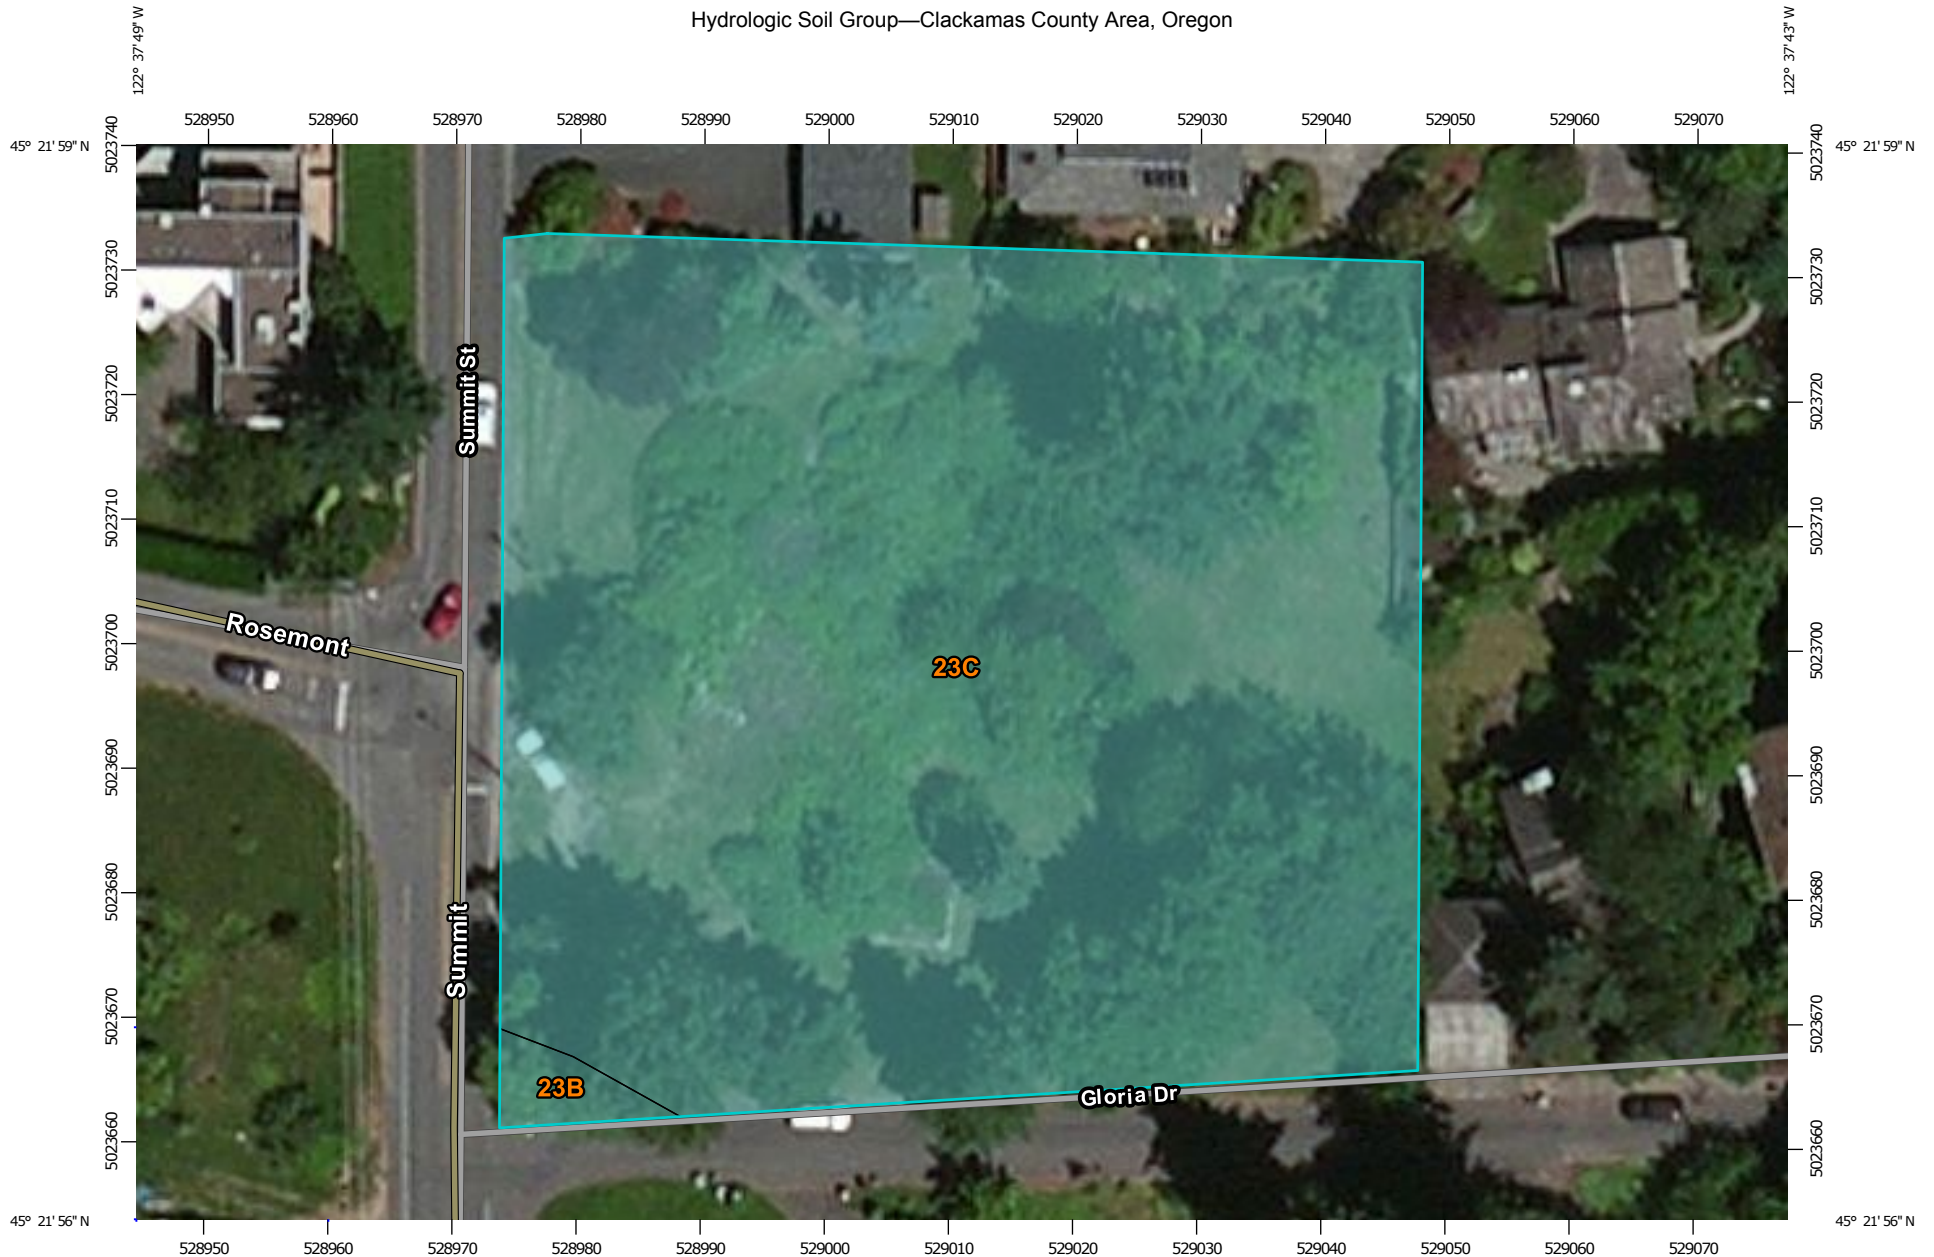 Hydrologic Soil Group—Clackamas County Area, Oregon
122° 37' 49'' W
122° 37' 43'' W
528950 528960 528970 528980 528990 529000 529010 529020 529030 529040 529050 529060 529070
45° 21' 59'' N
45° 21' 59'' N
5023740
5023730
5023720
5023710
5023700
5023690
5023680
5023670
5023660
5023740
5023730
5023720
5023710
5023700
5023690
5023680
5023670
5023660
Summit St
Rosemont
23C
Summit
23B
Gloria Dr
45° 21' 56'' N
45° 21' 56'' N
528950 528960 528970 528980 528990 529000 529010 529020 529030 529040 529050 529060 529070